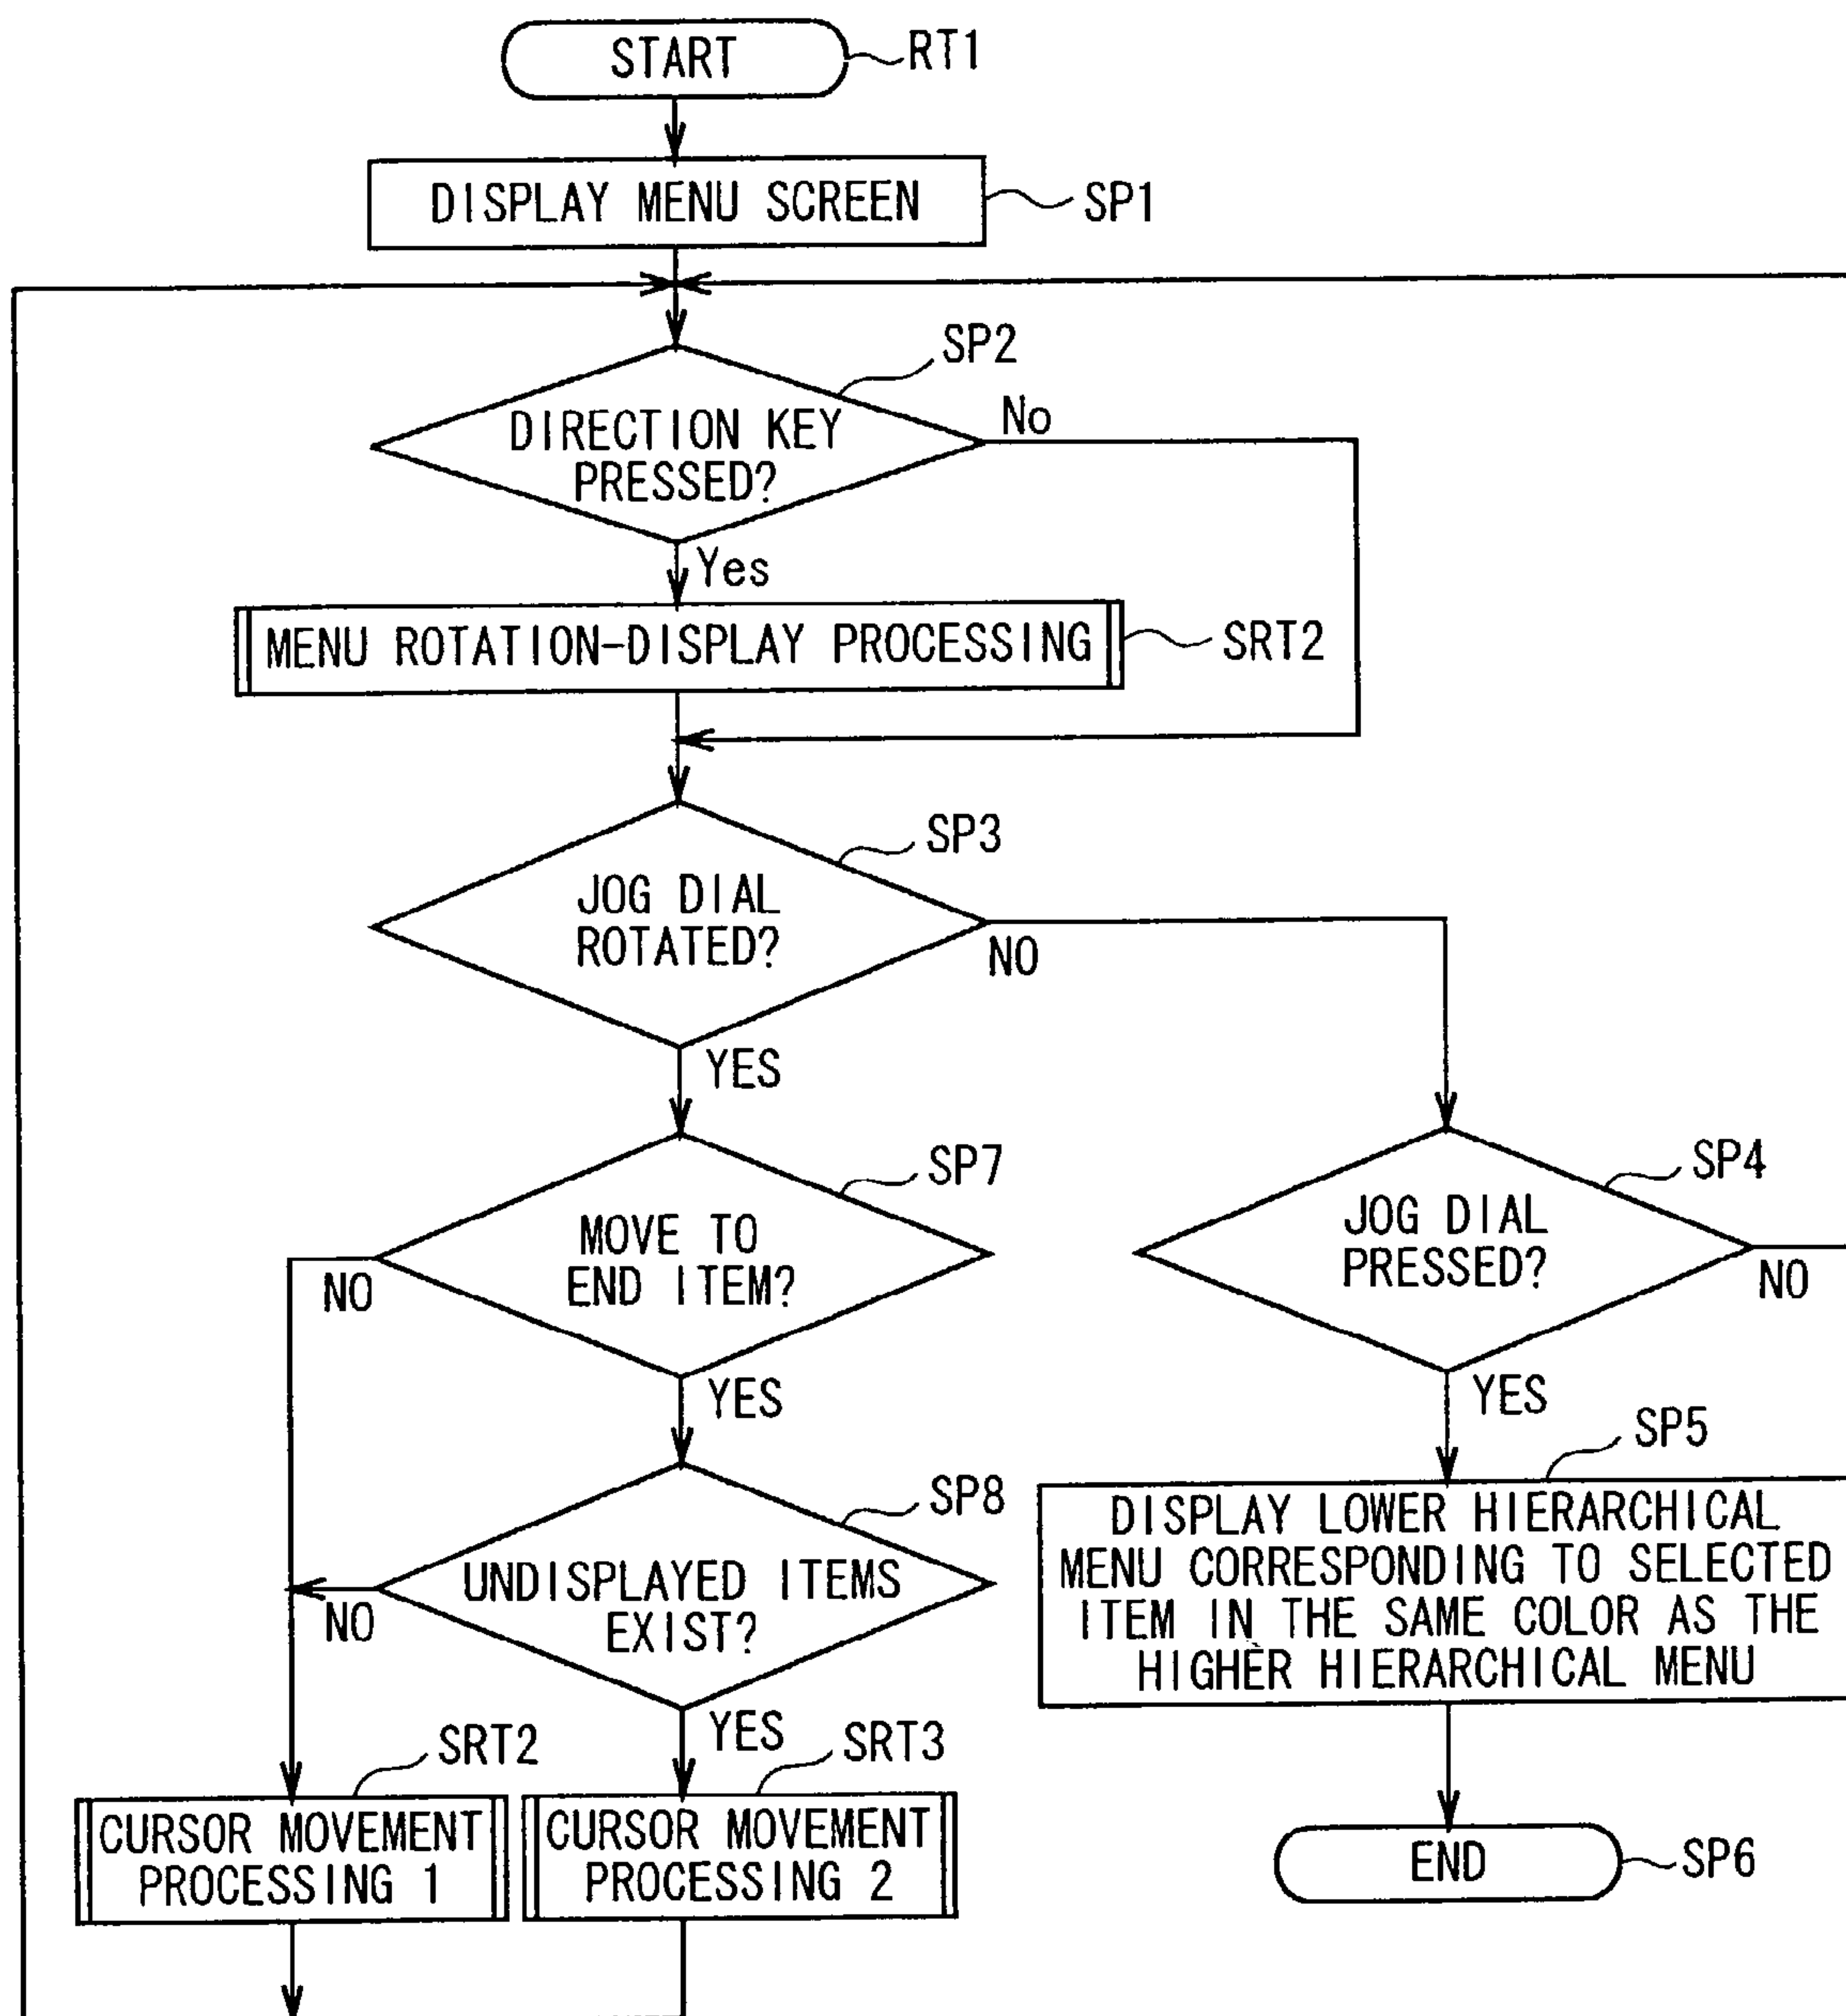 START
RT1
DISPLAY MENU SCREEN
SP1
SP2
DIRECTION KEY
PRESSED?
No
Yes
MENU ROTATION-DISPLAY PROCESSING
SRT2
SP3
JOG DIAL
ROTATED?
NO
YES
SP7
MOVE TO
END ITEM?
NO
YES
SP4
JOG DIAL
PRESSED?
NO
YES
SP8
UNDISPLAYED ITEMS
EXIST?
NO
YES
SP5
DISPLAY LOWER HIERARCHICAL
MENU CORRESPONDING TO SELECTED
ITEM IN THE SAME COLOR AS THE
HIGHER HIERARCHICAL MENU
SRT2
CURSOR MOVEMENT
PROCESSING 1
SRT3
CURSOR MOVEMENT
PROCESSING 2
END
SP6